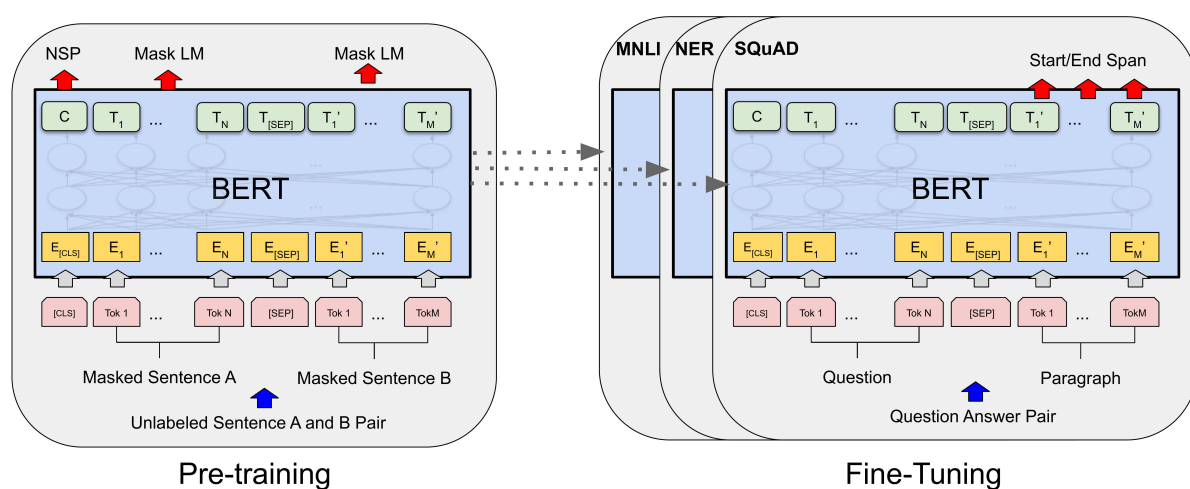 NSP Mask LM Mask LM
C T1 ... TN T[SEP] T1' ... TM'
...
BERT
...
E[CLS] E1 ... EN E[SEP] E1' ... EM'
[CLS] Tok 1 ... Tok N [SEP] Tok 1 ... TokM
Masked Sentence A Masked Sentence B
Unlabeled Sentence A and B Pair
Pre-training
MNLI NER SQuAD
Start/End Span
C T1 ... TN T[SEP] T1' ... TM'
...
BERT
...
E[CLS] E1 ... EN E[SEP] E1' ... EM'
[CLS] Tok 1 ... Tok N [SEP] Tok 1 ... TokM
Question Paragraph
Question Answer Pair
Fine-Tuning